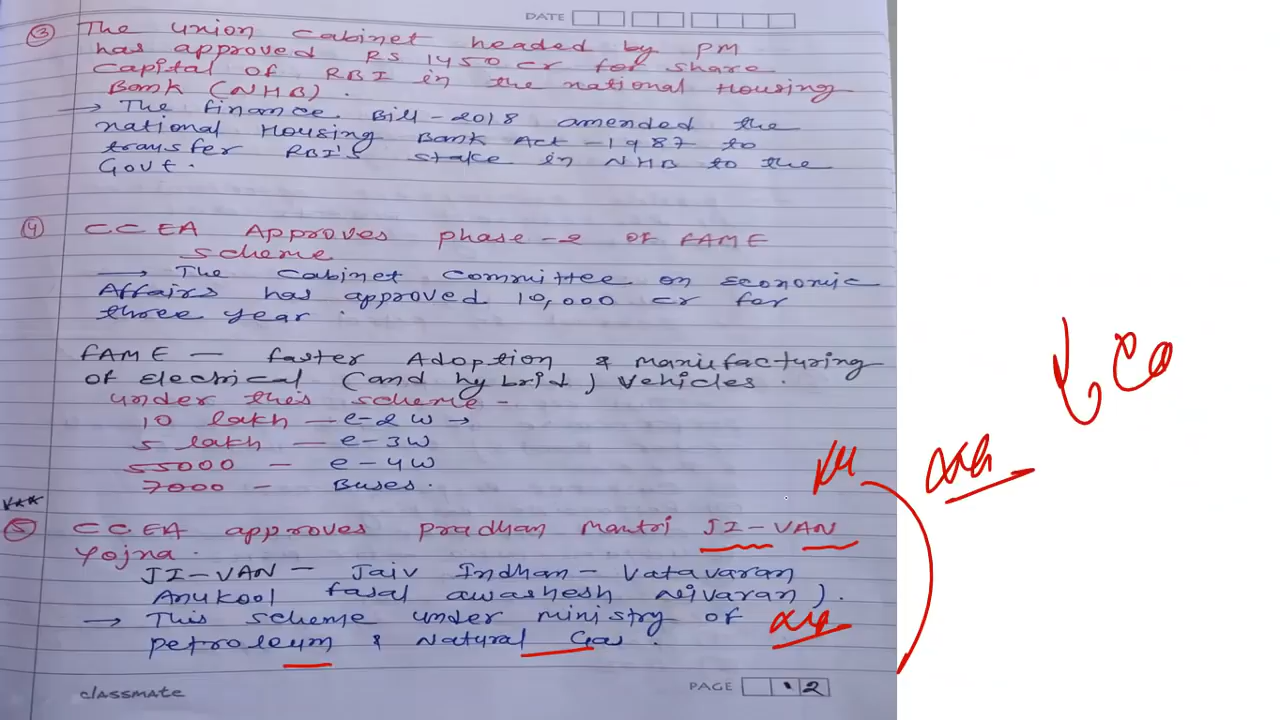 DATE
③ The union cabinet headed by PM
has approved RS 1450 cr for share
capital of RBI in the national Housing
Bank (NHB).
→ The finance Bill-2018 amended the
national Housing Bank Act -1987 to
transfer RBI's stake in NHB to the
Govt.
④ CCEA Approves phase-2 OF FAME
scheme
→ The cabinet committee on economic
Affairs has approved 10,000 cr for
three year.
FAME — faster Adoption & manufacturing
of electrical (and hybrid) vehicles.
under this scheme -
10 lakh — e-2W →
5 lakh — e-3W
55000 — e-4W
7000 — Buses.
⑤ CCEA approves pradhan mantri JI-VAN
Yojna.
JI-VAN — Jaiv Indhan- Vatavaran
Anukool fasal awashesh Nivaran).
→ This scheme under ministry of
petroleum & Natural Gas.
classmate
PAGE 2